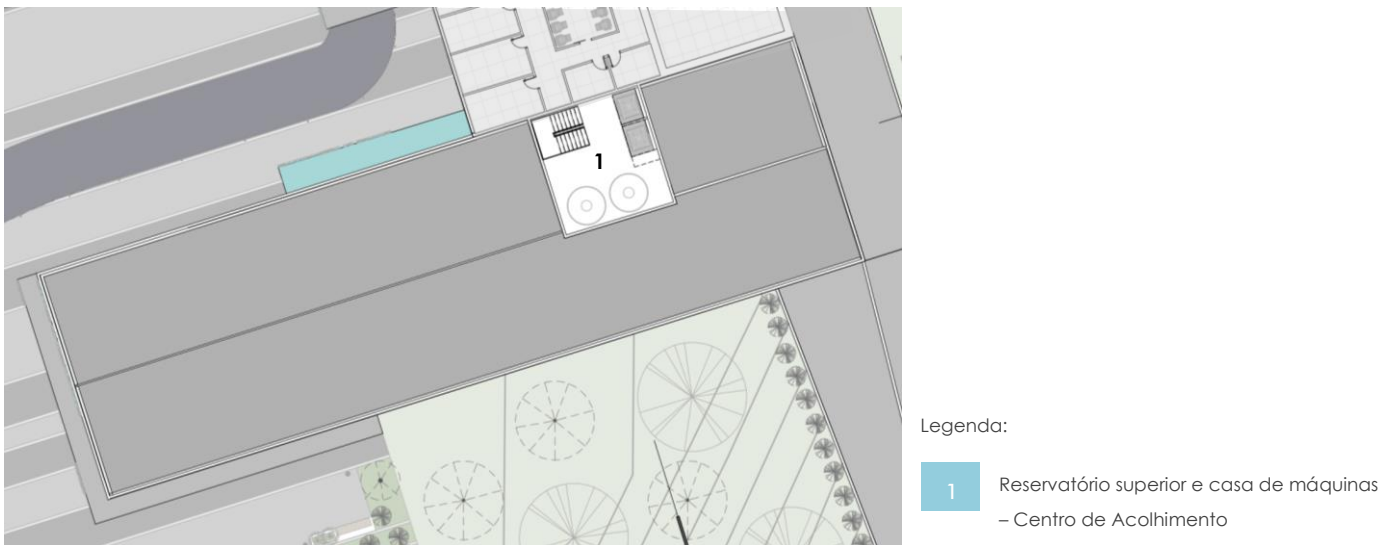 1
Legenda:
1
Reservatório superior e casa de máquinas
– Centro de Acolhimento